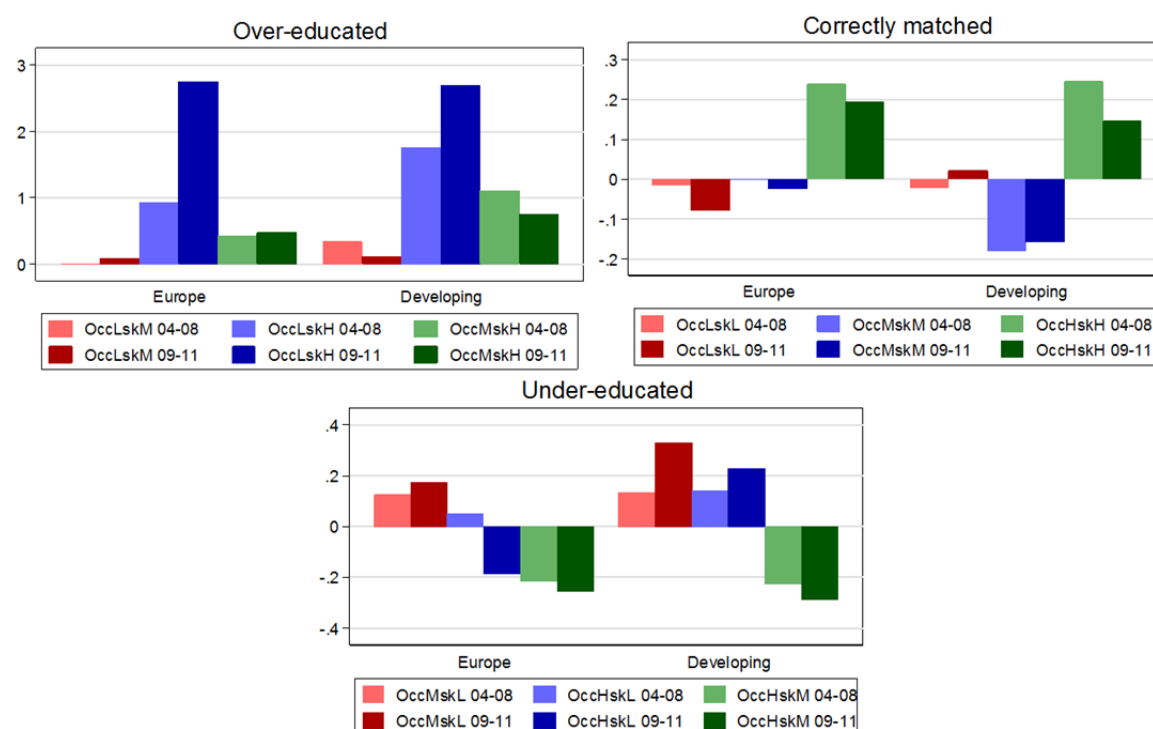 Over-educated
3
2
1
0
Europe Developing
OccLskM 04-08 OccLskH 04-08 OccMskH 04-08
OccLskM 09-11 OccLskH 09-11 OccMskH 09-11
Correctly matched
.3
.2
.1
0
-.1
-.2
Europe Developing
OccLskL 04-08 OccMskM 04-08 OccHskH 04-08
OccLskL 09-11 OccMskM 09-11 OccHskH 09-11
Under-educated
.4
.2
0
-.2
-.4
Europe Developing
OccMskL 04-08 OccHskL 04-08 OccHskM 04-08
OccMskL 09-11 OccHskL 09-11 OccHskM 09-11